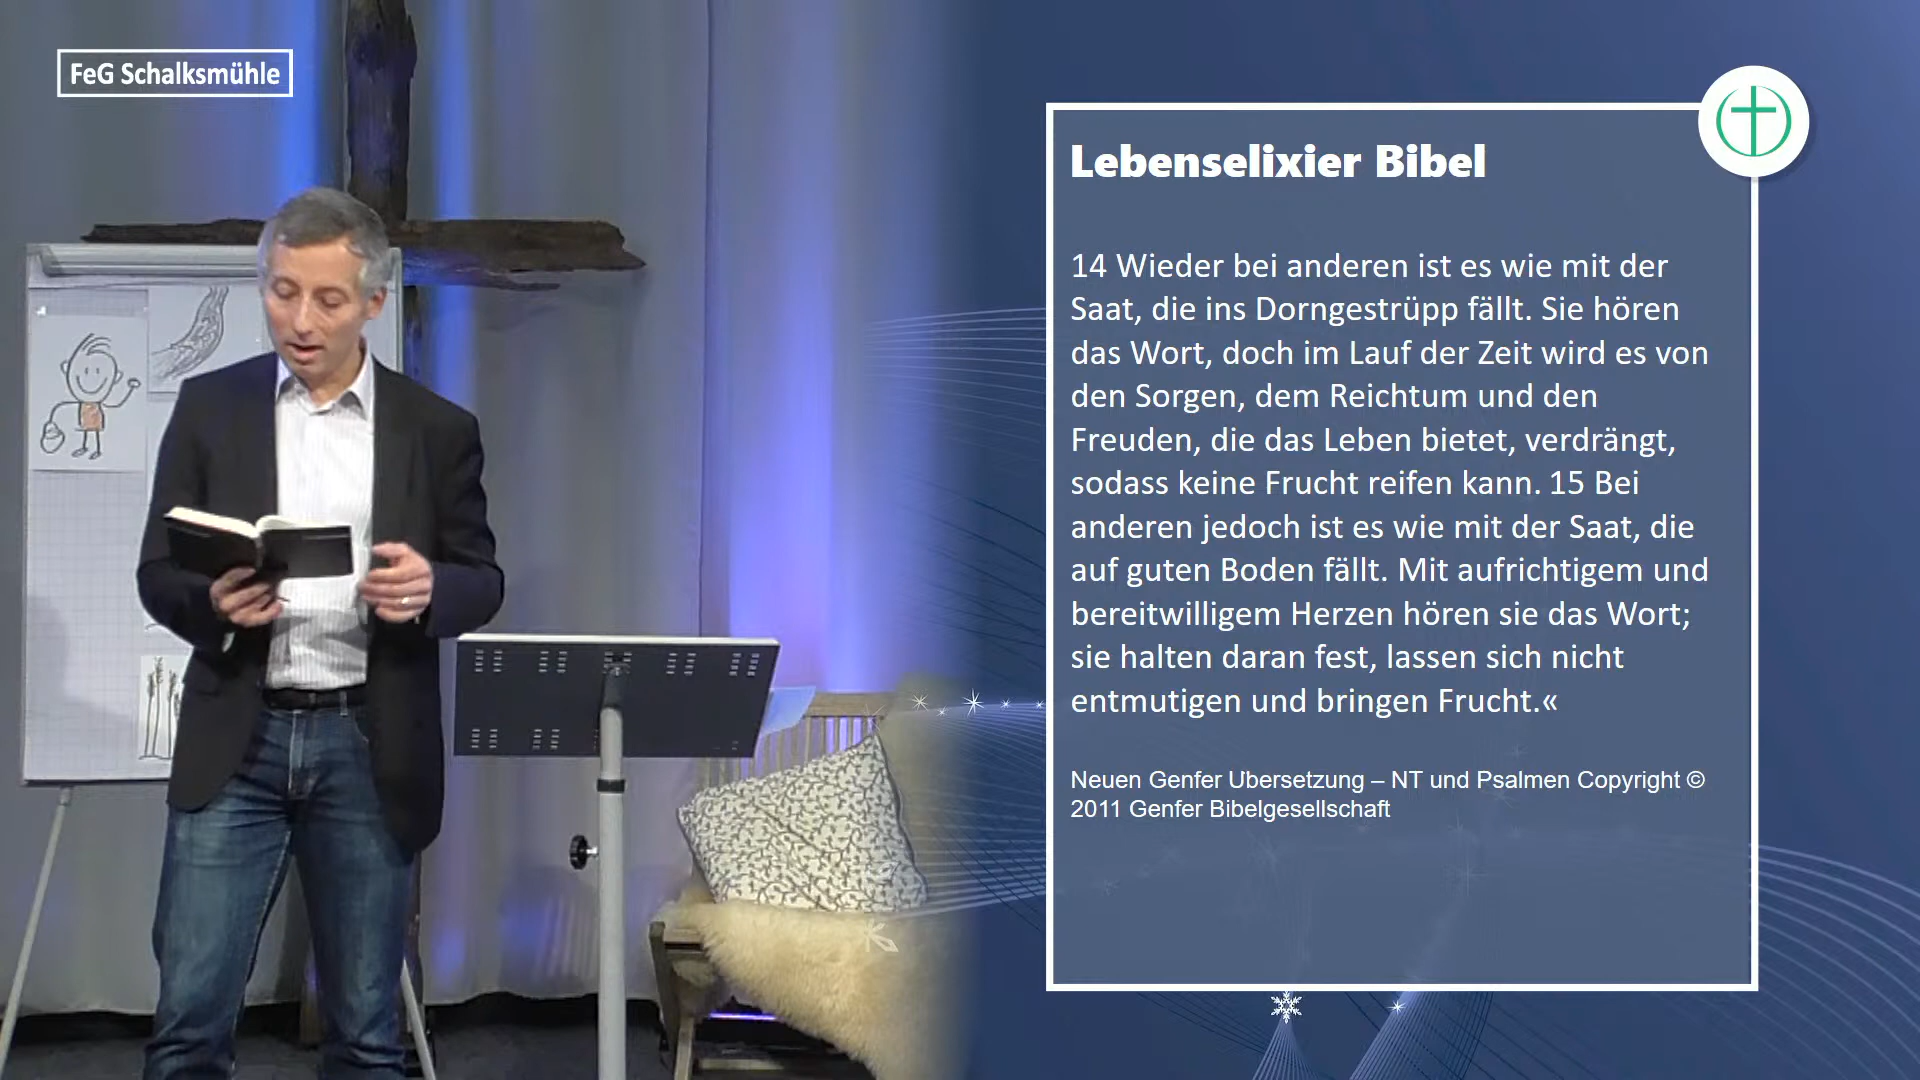 FeG Schalksmühle
Lebenselixier Bibel
14 Wieder bei anderen ist es wie mit der
Saat, die ins Dorngestrüpp fällt. Sie hören
das Wort, doch im Lauf der Zeit wird es von
den Sorgen, dem Reichtum und den
Freuden, die das Leben bietet, verdrängt,
sodass keine Frucht reifen kann. 15 Bei
anderen jedoch ist es wie mit der Saat, die
auf guten Boden fällt. Mit aufrichtigem und
bereitwilligem Herzen hören sie das Wort;
sie halten daran fest, lassen sich nicht
entmutigen und bringen Frucht.«
Neuen Genfer Ubersetzung – NT und Psalmen Copyright ©
2011 Genfer Bibelgesellschaft